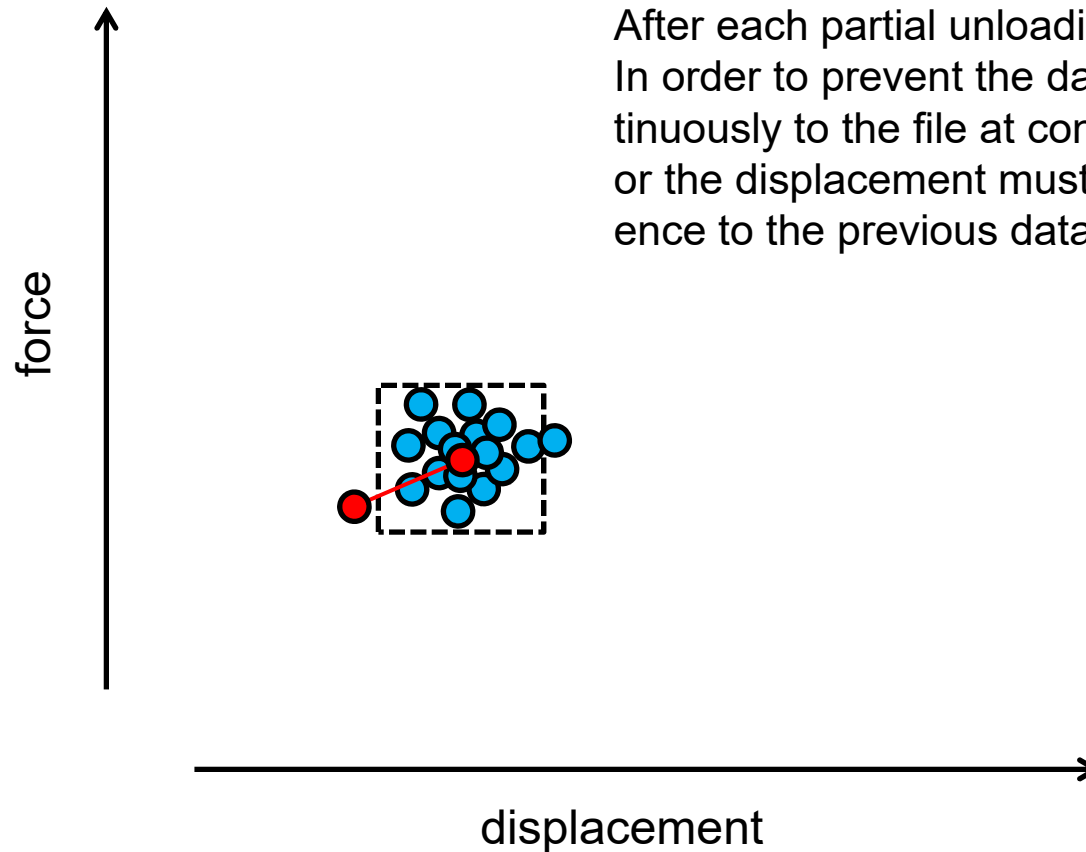 After each partial unloadi
In order to prevent the da
tinuously to the file at con
or the displacement must
ence to the previous data
force
displacement